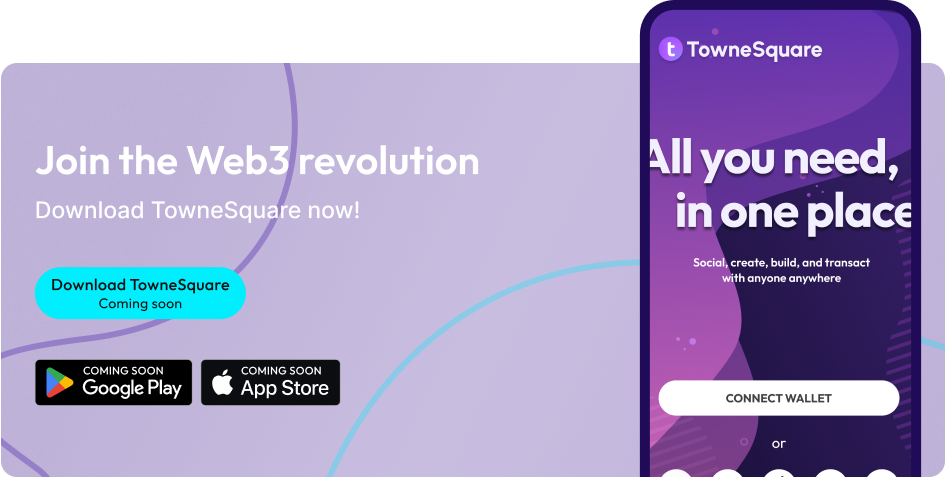 Join the Web3 revolution
Download TowneSquare now!
Download TowneSquare
Coming soon
COMING SOON
Google Play
COMING SOON
App Store
t TowneSquare
All you need,
in one place
Social, create, build, and transact
with anyone anywhere
CONNECT WALLET
or